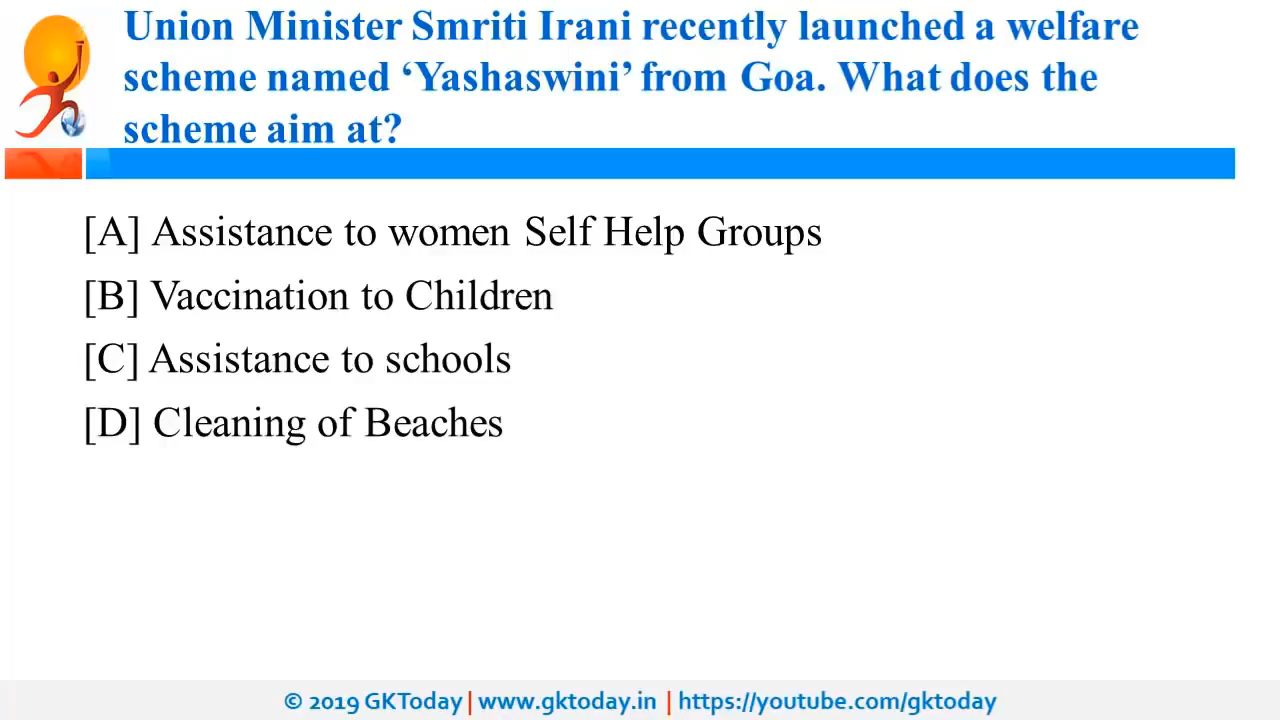 Union Minister Smriti Irani recently launched a welfare
scheme named ‘Yashaswini’ from Goa. What does the
scheme aim at?
[A] Assistance to women Self Help Groups
[B] Vaccination to Children
[C] Assistance to schools
[D] Cleaning of Beaches
© 2019 GKToday | www.gktoday.in | https://youtube.com/gktoday